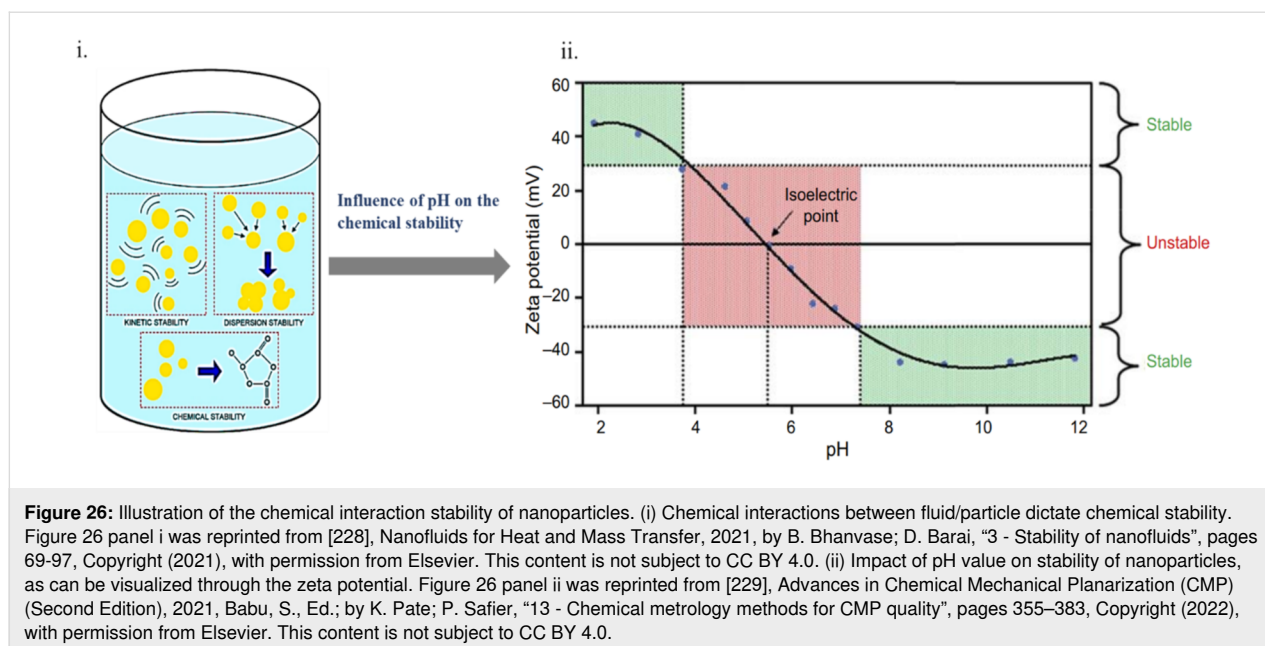 i.
KINETIC STABILITY
DISPERSION STABILITY
CHEMICAL STABILITY
Influence of pH on the
chemical stability
ii.
Zeta potential (mV)
60
40
20
0
–20
–40
–60
Isoelectric
point
2
4
6
8
10
12
pH
Stable
Unstable
Stable
Figure 26: Illustration of the chemical interaction stability of nanoparticles. (i) Chemical interactions between fluid/particle dictate chemical stability.
Figure 26 panel i was reprinted from [228], Nanofluids for Heat and Mass Transfer, 2021, by B. Bhanvase; D. Barai, “3 - Stability of nanofluids”, pages
69-97, Copyright (2021), with permission from Elsevier. This content is not subject to CC BY 4.0. (ii) Impact of pH value on stability of nanoparticles,
as can be visualized through the zeta potential. Figure 26 panel ii was reprinted from [229], Advances in Chemical Mechanical Planarization (CMP)
(Second Edition), 2021, Babu, S., Ed.; by K. Pate; P. Safier, “13 - Chemical metrology methods for CMP quality”, pages 355–383, Copyright (2022),
with permission from Elsevier. This content is not subject to CC BY 4.0.